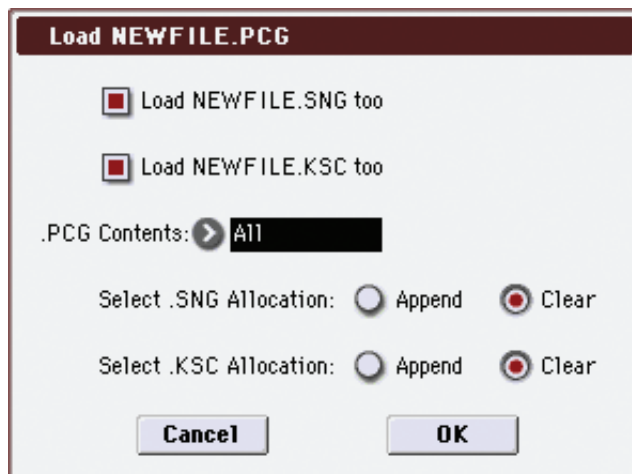 Load NEWFILE.PCG
Load NEWFILE.SNG too
Load NEWFILE.KSC too
.PCG Contents: All
Select .SNG Allocation: Append Clear
Select .KSC Allocation: Append Clear
Cancel OK